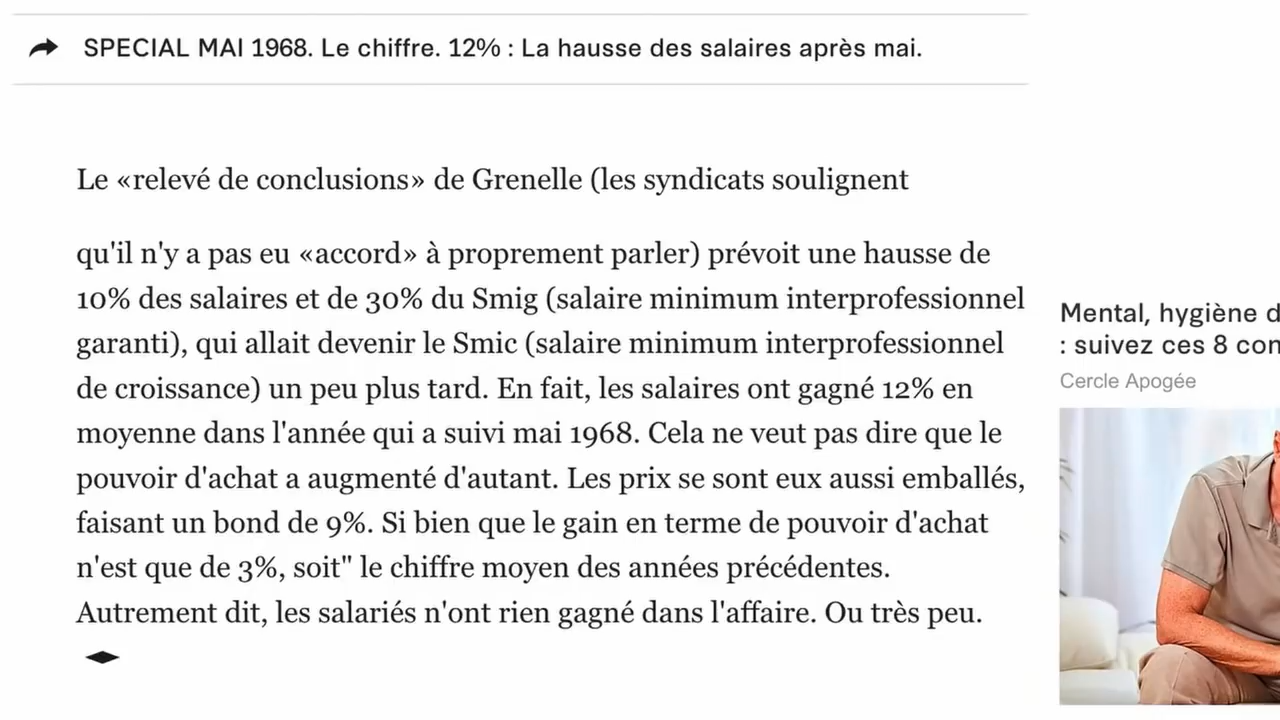 SPECIAL MAI 1968. Le chiffre. 12% : La hausse des salaires après mai.
Le «relevé de conclusions» de Grenelle (les syndicats soulignent
qu'il n'y a pas eu «accord» à proprement parler) prévoit une hausse de
10% des salaires et de 30% du Smig (salaire minimum interprofessionnel
garanti), qui allait devenir le Smic (salaire minimum interprofessionnel
de croissance) un peu plus tard. En fait, les salaires ont gagné 12% en
moyenne dans l'année qui a suivi mai 1968. Cela ne veut pas dire que le
pouvoir d'achat a augmenté d'autant. Les prix se sont eux aussi emballés,
faisant un bond de 9%. Si bien que le gain en terme de pouvoir d'achat
n'est que de 3%, soit" le chiffre moyen des années précédentes.
Autrement dit, les salariés n'ont rien gagné dans l'affaire. Ou très peu.
Mental, hygiène d
: suivez ces 8 con
Cercle Apogée